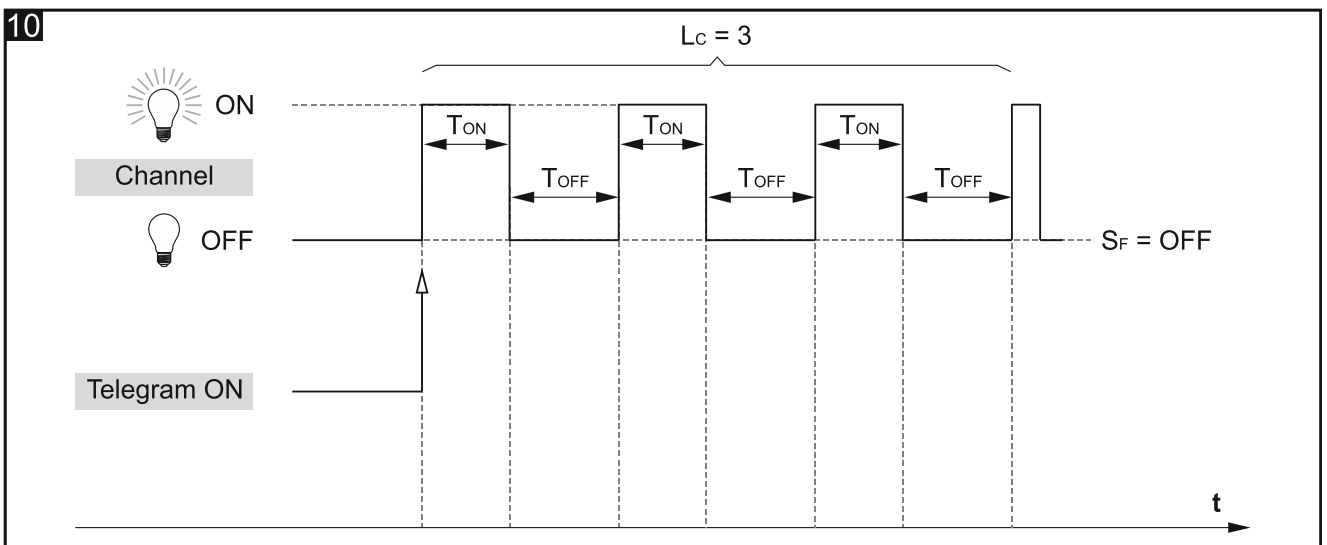 10
LC = 3
ON
TON TON TON
Channel
TOFF TOFF TOFF
OFF
SF = OFF
Telegram ON
t